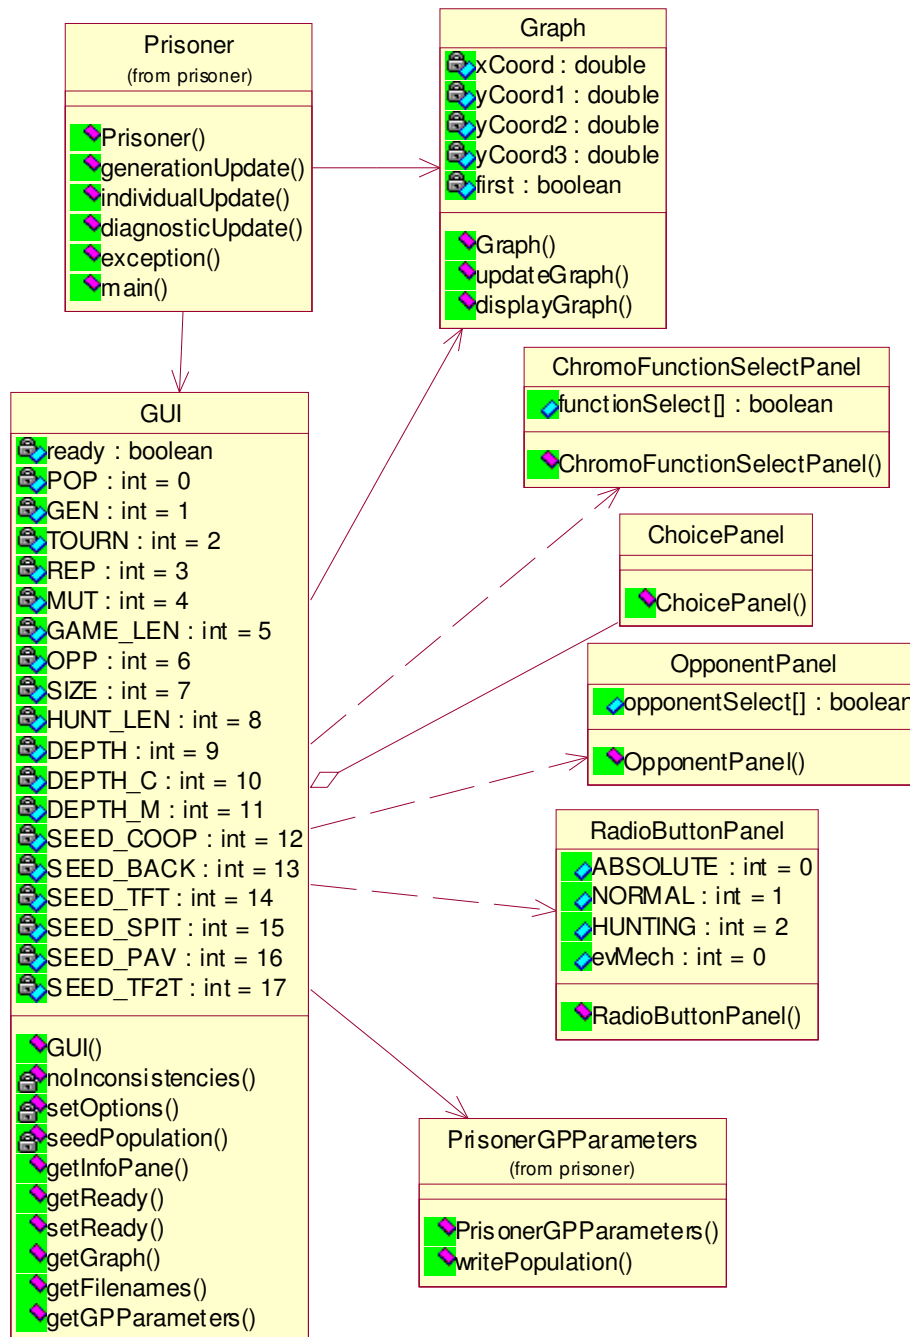 Prisoner
(from prisoner)
Prisoner()
generationUpdate()
individualUpdate()
diagnosticUpdate()
exception()
main()
Graph
xCoord : double
yCoord1 : double
yCoord2 : double
yCoord3 : double
first : boolean
Graph()
updateGraph()
displayGraph()
GUI
ready : boolean
POP : int = 0
GEN : int = 1
TOURN : int = 2
REP : int = 3
MUT : int = 4
GAME_LEN : int = 5
OPP : int = 6
SIZE : int = 7
HUNT_LEN : int = 8
DEPTH : int = 9
DEPTH_C : int = 10
DEPTH_M : int = 11
SEED_COOP : int = 12
SEED_BACK : int = 13
SEED_TFT : int = 14
SEED_SPIT : int = 15
SEED_PAV : int = 16
SEED_TF2T : int = 17
GUI()
noInconsistencies()
setOptions()
seedPopulation()
getInfoPane()
getReady()
setReady()
getGraph()
getFilenames()
getGPParameters()
ChromoFunctionSelectPanel
functionSelect[] : boolean
ChromoFunctionSelectPanel()
ChoicePanel
ChoicePanel()
OpponentPanel
opponentSelect[] : boolean
OpponentPanel()
RadioButtonPanel
ABSOLUTE : int = 0
NORMAL : int = 1
HUNTING : int = 2
evMech : int = 0
RadioButtonPanel()
PrisonerGPParameters
(from prisoner)
PrisonerGPParameters()
writePopulation()